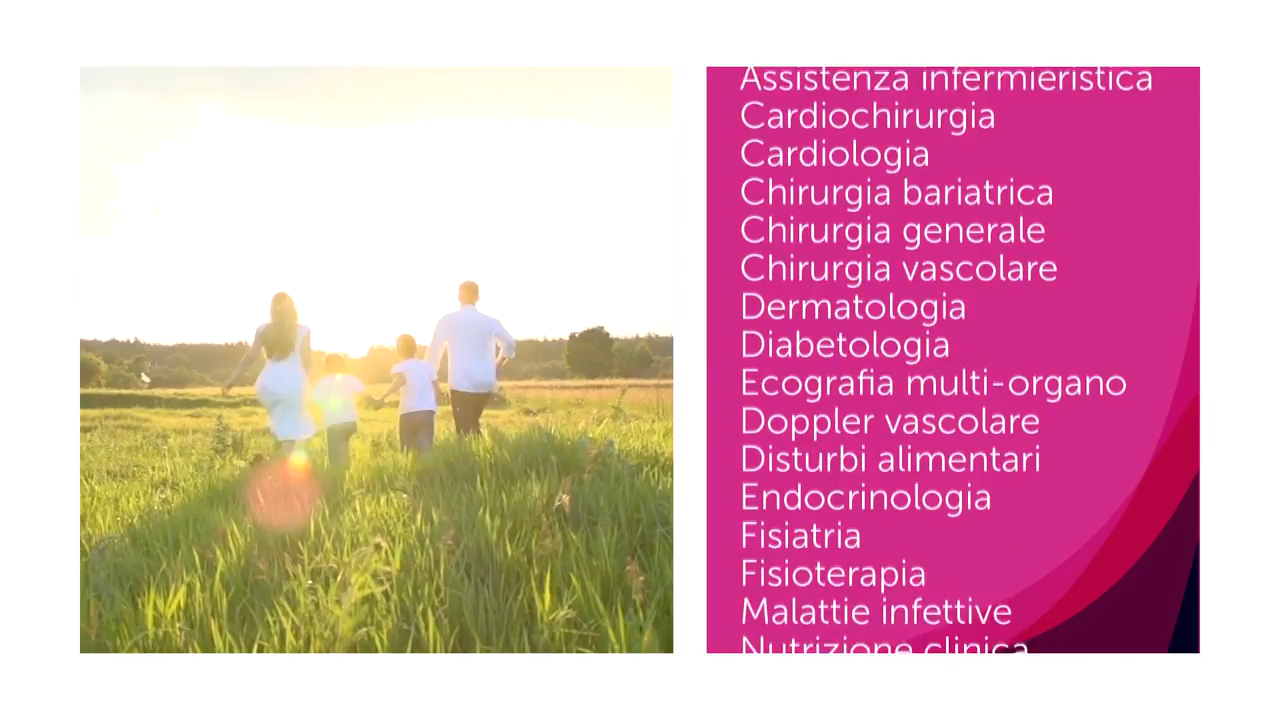 Assistenza infermieristica
Cardiochirurgia
Cardiologia
Chirurgia bariatrica
Chirurgia generale
Chirurgia vascolare
Dermatologia
Diabetologia
Ecografia multi-organo
Doppler vascolare
Disturbi alimentari
Endocrinologia
Fisiatria
Fisioterapia
Malattie infettive
Nutrizione clinica